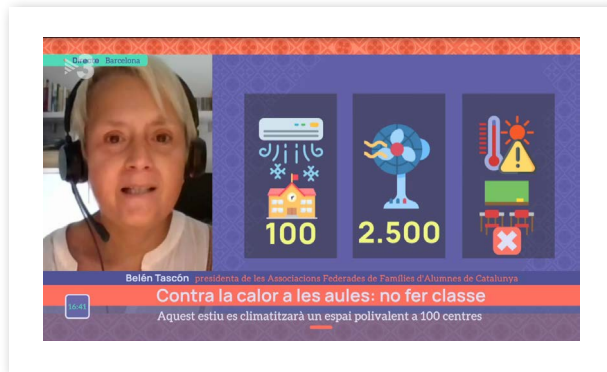 Directe Barcelona
100
2.500
Belén Tascón presidenta de les Associacions Federades de Famílies d'Alumnes de Catalunya
Contra la calor a les aules: no fer classe
16:41
Aquest estiu es climatitzarà un espai polivalent a 100 centres